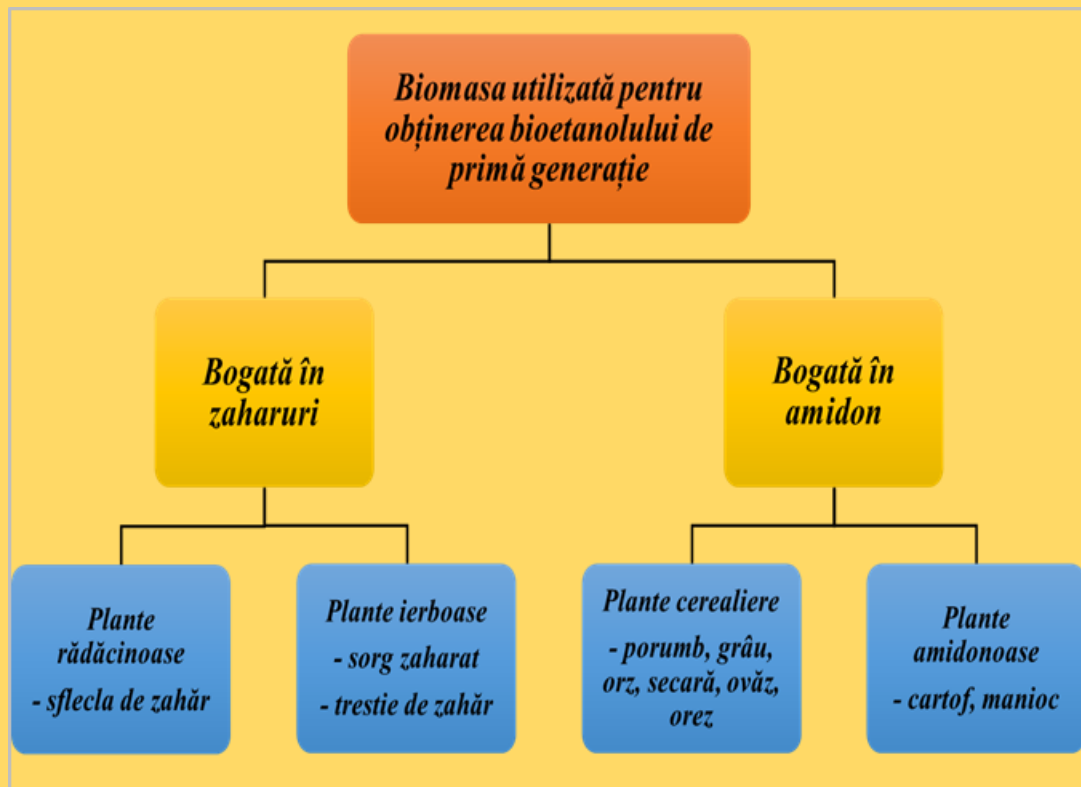 Biomasa utilizată pentru
obținerea bioetanolului de
primă generație
Bogată în
zaharuri
Bogată în
amidon
Plante
rădăcinoase
- sflecla de zahăr
Plante ierboase
- sorg zaharat
- trestie de zahăr
Plante cerealiere
- porumb, grâu,
orz, secară, ovăz,
orez
Plante
amidonoase
- cartof, manioc